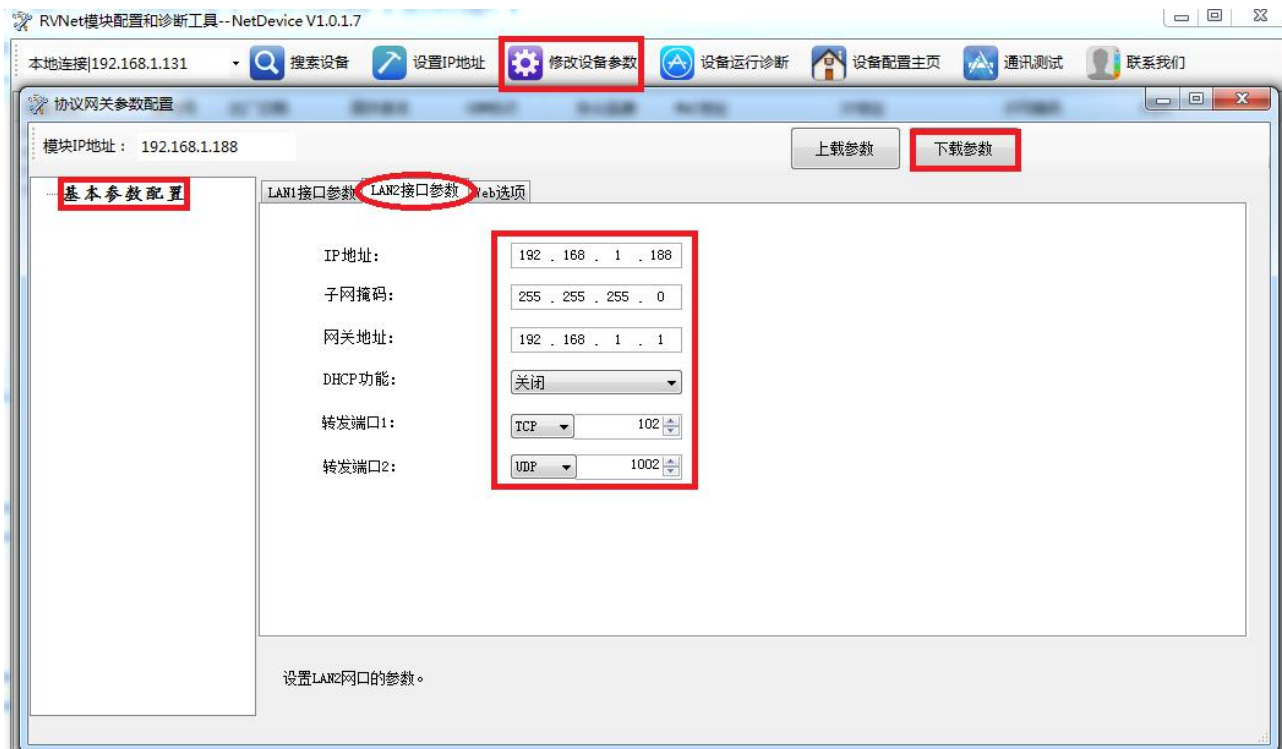 RVNet模块配置和诊断工具--NetDevice V1.0.1.7
本地连接|192.168.1.131 搜索设备 设置IP地址 修改设备参数 设备运行诊断 设备配置主页 通讯测试 联系我们
协议网关参数配置
模块IP地址： 192.168.1.188 上载参数 下载参数
基本参数配置
LAN1接口参数 LAN2接口参数 Web选项
IP地址: 192 . 168 . 1 . 188
子网掩码: 255 . 255 . 255 . 0
网关地址: 192 . 168 . 1 . 1
DHCP功能: 关闭
转发端口1: TCP 102
转发端口2: UDP 1002
设置LAN2网口的参数。